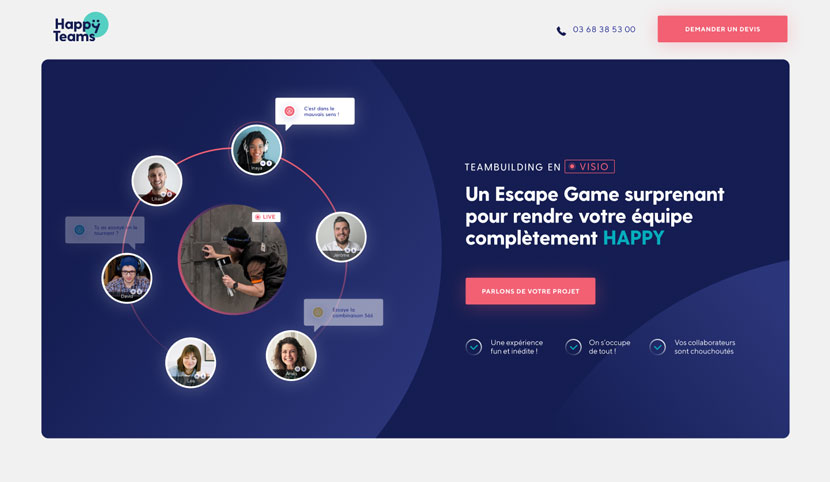 Happy
Teams
03 68 38 53 00
DEMANDER UN DEVIS
C'est dans le
mauvais sens !
Maya
Liam
LIVE
Tu as essayé en la
tournant ?
Jérôme
David
Essaye la
combinaison 566
Léa
Anaïs
TEAMBUILDING EN VISIO
Un Escape Game surprenant
pour rendre votre équipe
complètement HAPPY
PARLONS DE VOTRE PROJET
Une expérience
fun et inédite !
On s'occupe
de tout !
Vos collaborateurs
sont chouchoutés